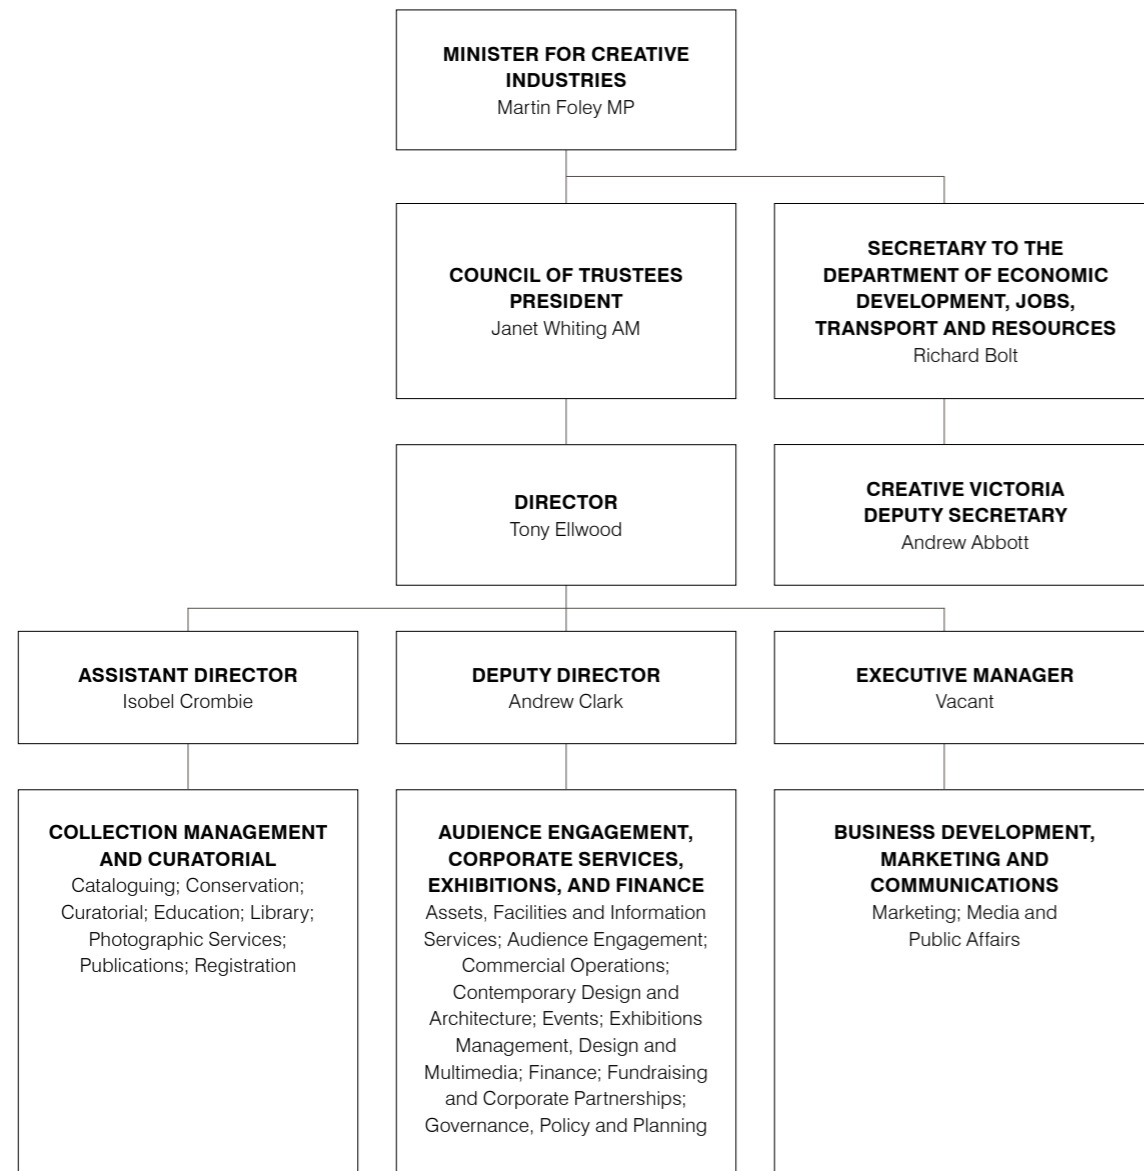 MINISTER FOR CREATIVE
INDUSTRIES
Martin Foley MP
COUNCIL OF TRUSTEES
PRESIDENT
Janet Whiting AM
SECRETARY TO THE
DEPARTMENT OF ECONOMIC
DEVELOPMENT, JOBS,
TRANSPORT AND RESOURCES
Richard Bolt
DIRECTOR
Tony Ellwood
CREATIVE VICTORIA
DEPUTY SECRETARY
Andrew Abbott
ASSISTANT DIRECTOR
Isobel Crombie
DEPUTY DIRECTOR
Andrew Clark
EXECUTIVE MANAGER
Vacant
COLLECTION MANAGEMENT
AND CURATORIAL
Cataloguing; Conservation;
Curatorial; Education; Library;
Photographic Services;
Publications; Registration
AUDIENCE ENGAGEMENT,
CORPORATE SERVICES,
EXHIBITIONS, AND FINANCE
Assets, Facilities and Information
Services; Audience Engagement;
Commercial Operations;
Contemporary Design and
Architecture; Events; Exhibitions
Management, Design and
Multimedia; Finance; Fundraising
and Corporate Partnerships;
Governance, Policy and Planning
BUSINESS DEVELOPMENT,
MARKETING AND
COMMUNICATIONS
Marketing; Media and
Public Affairs